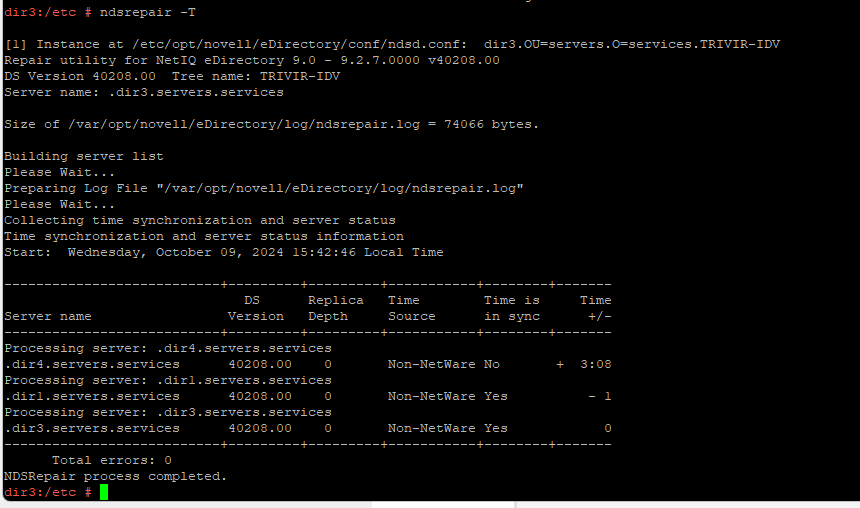 dir3:/etc # ndsrepair -T
[1] Instance at /etc/opt/novell/eDirectory/conf/ndsd.conf:  dir3.OU=servers.O=services.TRIVIR-IDV
Repair utility for NetIQ eDirectory 9.0 - 9.2.7.0000 v40208.00
DS Version 40208.00  Tree name: TRIVIR-IDV
Server name: .dir3.servers.services
Size of /var/opt/novell/eDirectory/log/ndsrepair.log = 74066 bytes.
Building server list
Please Wait...
Preparing Log File "/var/opt/novell/eDirectory/log/ndsrepair.log"
Please Wait...
Collecting time synchronization and server status
Time synchronization and server status information
Start:  Wednesday, October 09, 2024 15:42:46 Local Time
---------------------------+---------+---------+-----------+---------+-------
                              DS      Replica   Time        Time is     Time
Server name                 Version   Depth     Source      in sync      +/-
---------------------------+---------+---------+-----------+---------+-------
Processing server: .dir4.servers.services
.dir4.servers.services      40208.00    0       Non-NetWare No       +  3:08
Processing server: .dir1.servers.services
.dir1.servers.services      40208.00    0       Non-NetWare Yes          - 1
Processing server: .dir3.servers.services
.dir3.servers.services      40208.00    0       Non-NetWare Yes            0
---------------------------+---------+---------+-----------+---------+-------
      Total errors: 0
NDSRepair process completed.
dir3:/etc #